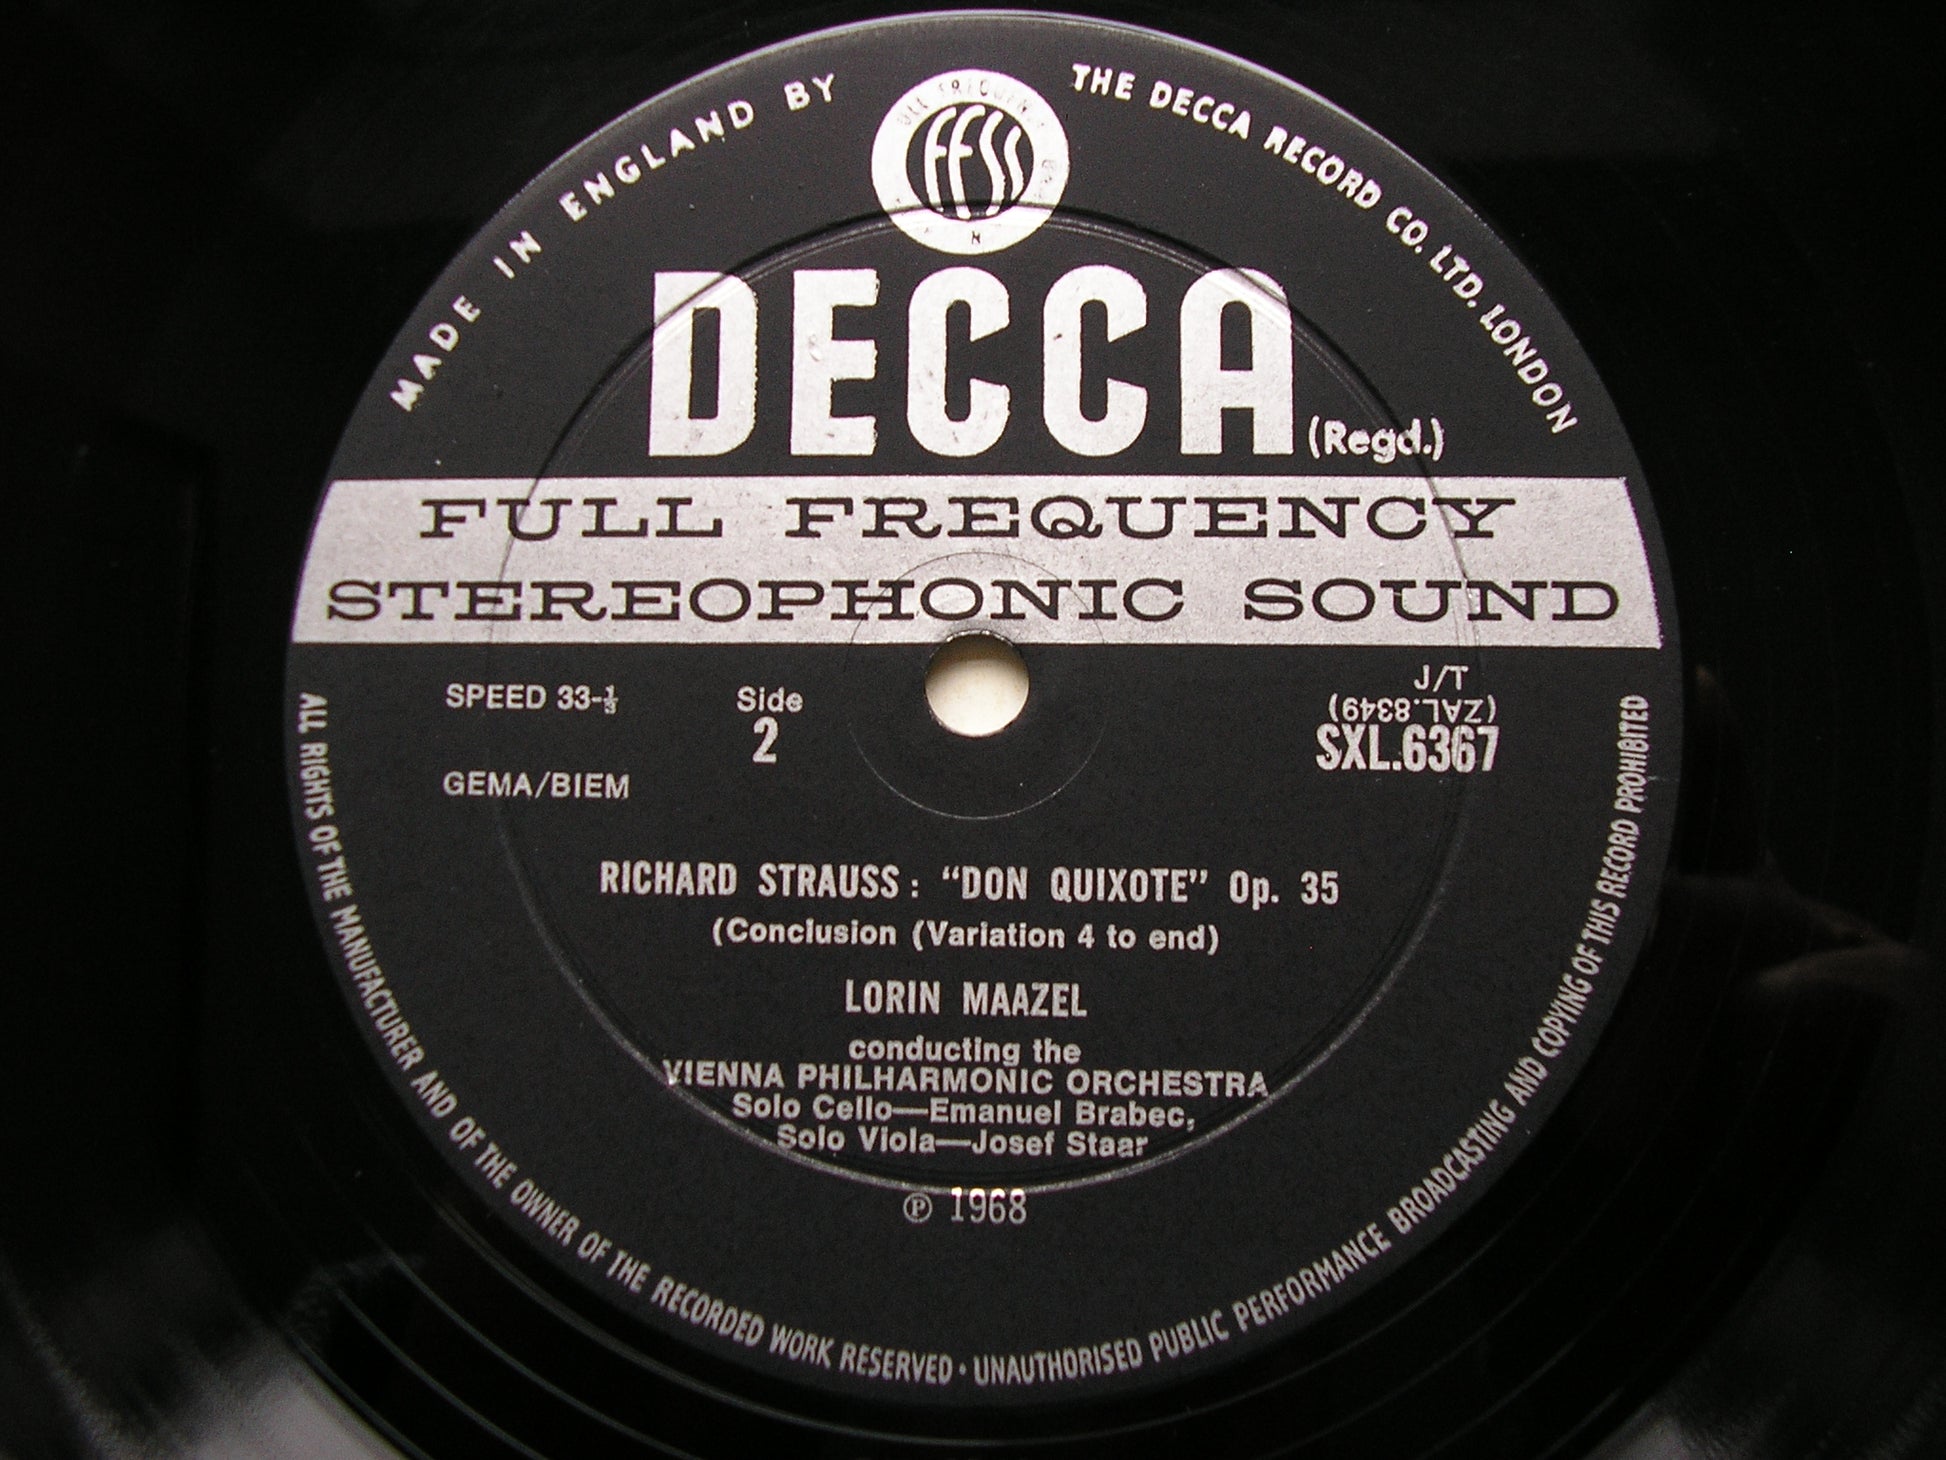 MADE IN ENGLAND BY
THE DECCA RECORD CO. LTD. LONDON
FULL FREQUENCY
FFSS
DECCA (Regd.)
FULL FREQUENCY
STEREOPHONIC SOUND
SPEED 33-⅓
Side
2
J/T
(ZAL.8349)
SXL.6367
GEMA/BIEM
RICHARD STRAUSS: "DON QUIXOTE" Op. 35
(Conclusion (Variation 4 to end)
LORIN MAAZEL
conducting the
VIENNA PHILHARMONIC ORCHESTRA
Solo Cello—Emanuel Brabec,
Solo Viola—Josef Staar
℗ 1968
ALL RIGHTS OF THE MANUFACTURER AND OF THE OWNER OF THE RECORDED WORK RESERVED · UNAUTHORISED PUBLIC PERFORMANCE BROADCASTING AND COPYING OF THIS RECORD PROHIBITED